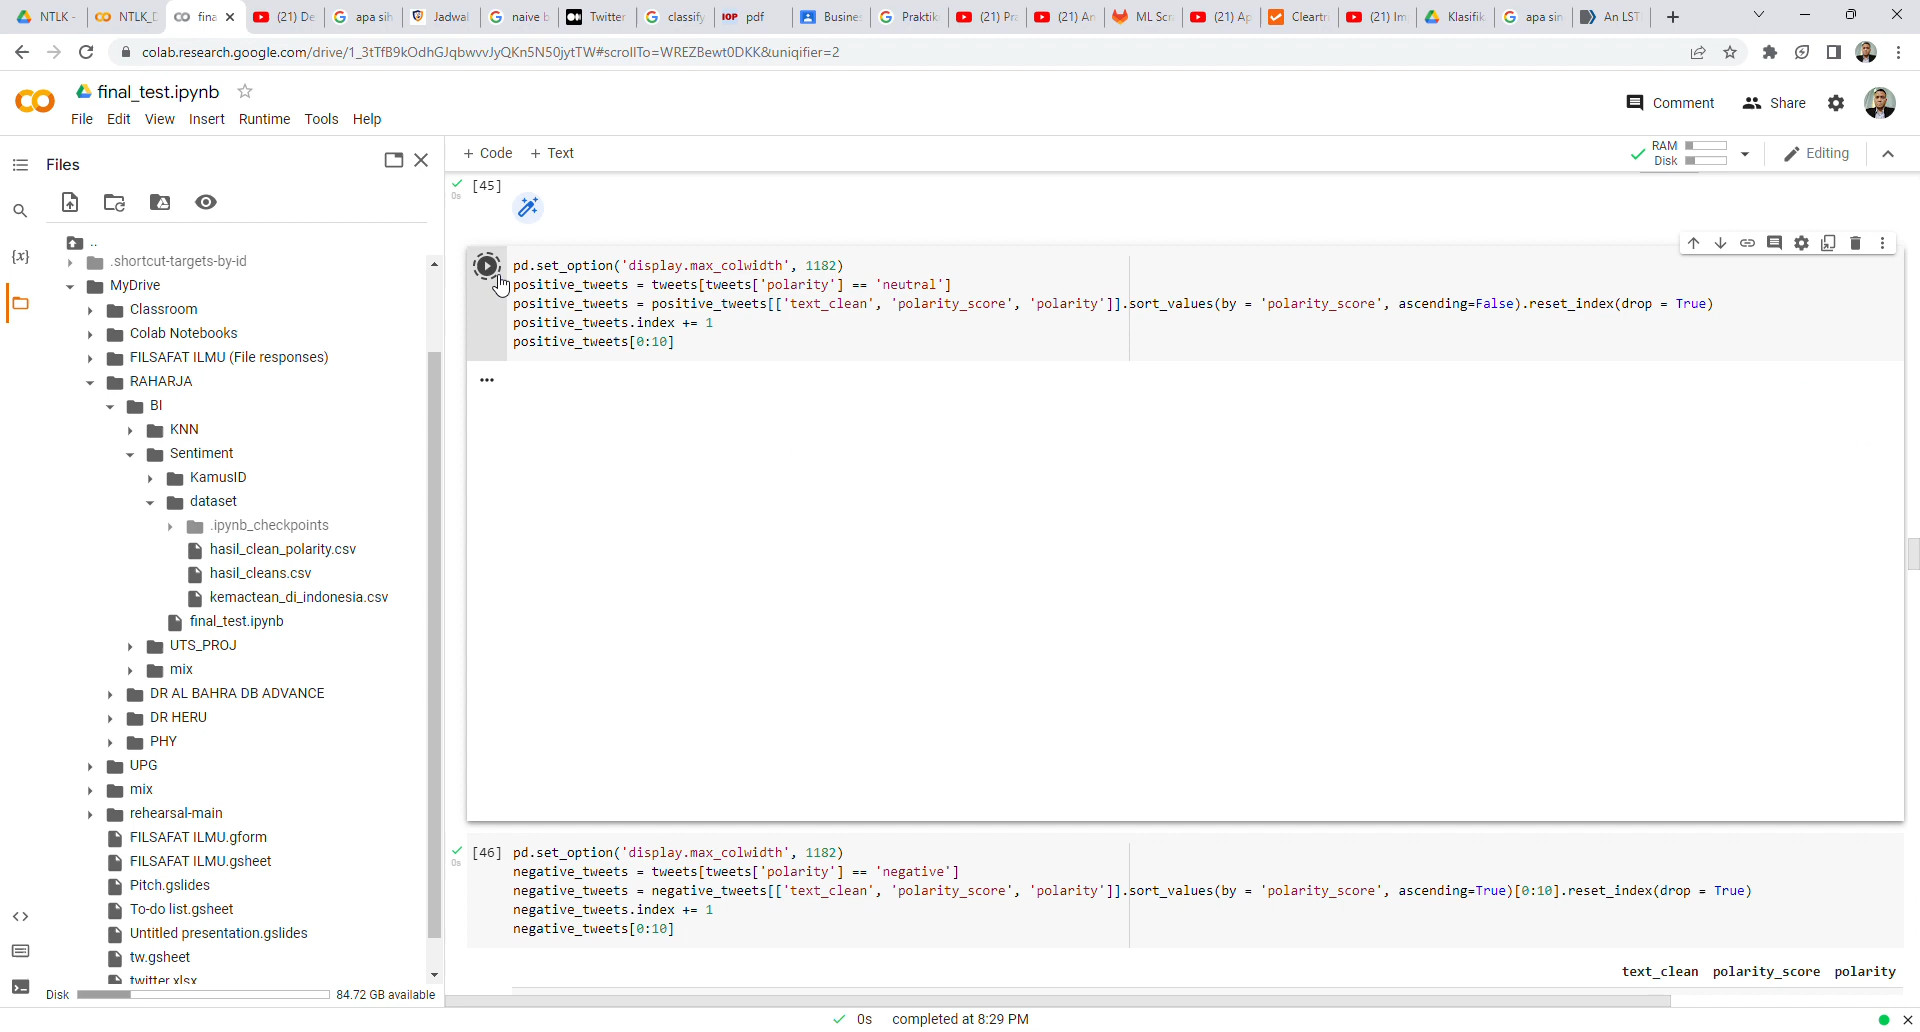 NTLK - NTLK_D fina (21) De apa sih Jadwal naive b Twitter classify IOP pdf Busines Praktik (21) Pra (21) An ML Scr (21) Ap Cleartri (21) Im Klasifik apa sin An LST
colab.research.google.com/drive/1_3tTfB9kOdhGJqbwvvJyQKn5N50jytTW#scrollTo=WREZBewt0DKK&uniqifier=2
final_test.ipynb
Comment Share
File Edit View Insert Runtime Tools Help
Files
+ Code + Text
RAM
Disk
Editing
[45]
0s
{x}
..
.shortcut-targets-by-id
MyDrive
Classroom
Colab Notebooks
FILSAFAT ILMU (File responses)
RAHARJA
BI
KNN
Sentiment
KamusID
dataset
.ipynb_checkpoints
hasil_clean_polarity.csv
hasil_cleans.csv
kemactean_di_indonesia.csv
final_test.ipynb
UTS_PROJ
mix
DR AL BAHRA DB ADVANCE
DR HERU
PHY
UPG
mix
rehearsal-main
FILSAFAT ILMU.gform
FILSAFAT ILMU.gsheet
Pitch.gslides
To-do list.gsheet
Untitled presentation.gslides
tw.gsheet
twitter.xlsx
Disk 84.72 GB available
pd.set_option('display.max_colwidth', 1182)
positive_tweets = tweets[tweets['polarity'] == 'neutral']
positive_tweets = positive_tweets[['text_clean', 'polarity_score', 'polarity']].sort_values(by = 'polarity_score', ascending=False).reset_index(drop = True)
positive_tweets.index += 1
positive_tweets[0:10]
[46]
0s
pd.set_option('display.max_colwidth', 1182)
negative_tweets = tweets[tweets['polarity'] == 'negative']
negative_tweets = negative_tweets[['text_clean', 'polarity_score', 'polarity']].sort_values(by = 'polarity_score', ascending=True)[0:10].reset_index(drop = True)
negative_tweets.index += 1
negative_tweets[0:10]
text_clean polarity_score polarity
0s completed at 8:29 PM